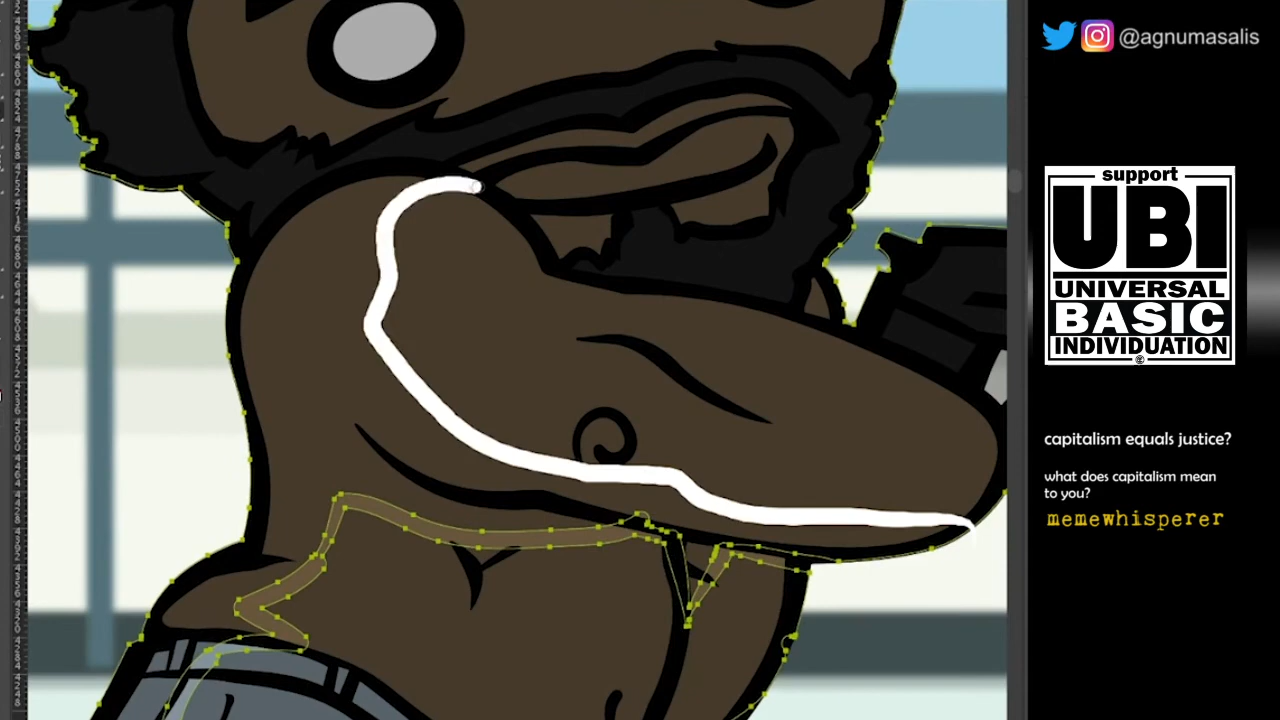 @agnumasalis
support
UBI
UNIVERSAL
BASIC
INDIVIDUATION
capitalism equals justice?
what does capitalism mean
to you?
memewhisperer